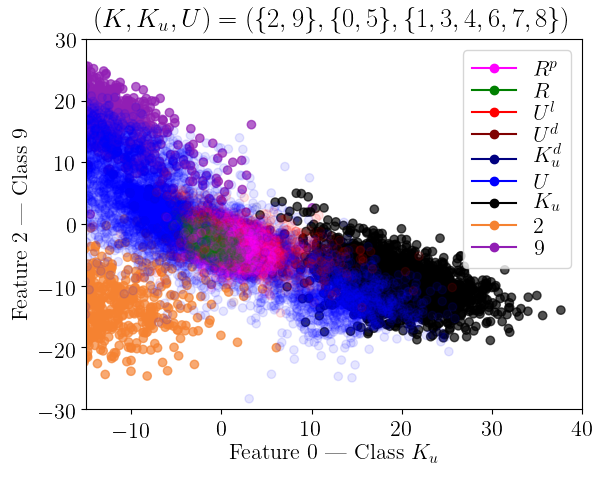 (K, K_u, U) = ({2, 9}, {0, 5}, {1, 3, 4, 6, 7, 8})
30
20
10
0
−10
−20
−30
Feature 2 — Class 9
R^p
R
U^l
U^d
K_u^d
U
K_u
2
9
−10
0
10
20
30
40
Feature 0 — Class K_u